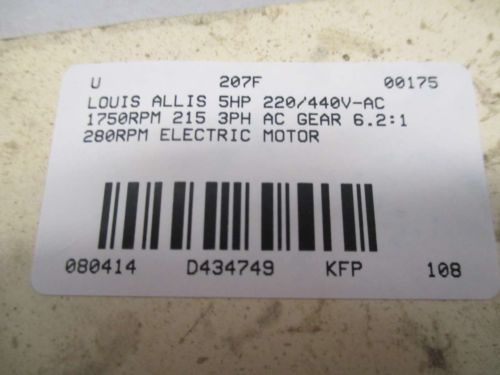 U 207F 00175
LOUIS ALLIS 5HP 220/440V-AC
1750RPM 215 3PH AC GEAR 6.2:1
280RPM ELECTRIC MOTOR
080414 D434749 KFP 108